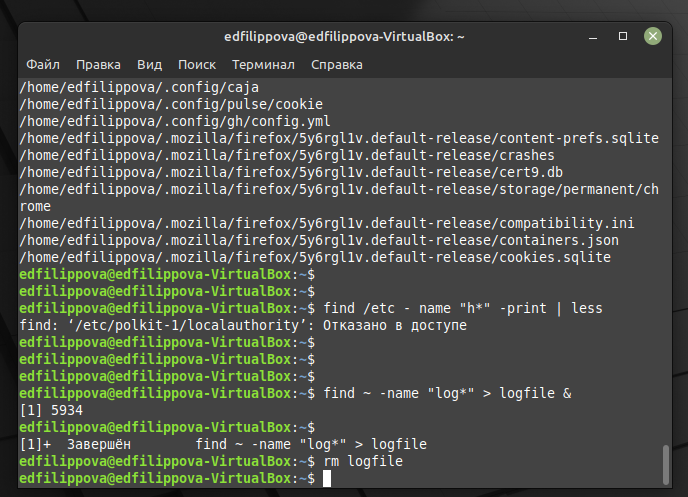 edfilippova@edfilippova-VirtualBox: ~
Файл Правка Вид Поиск Терминал Справка
/home/edfilippova/.config/caja
/home/edfilippova/.config/pulse/cookie
/home/edfilippova/.config/gh/config.yml
/home/edfilippova/.mozilla/firefox/5y6rgl1v.default-release/content-prefs.sqlite
/home/edfilippova/.mozilla/firefox/5y6rgl1v.default-release/crashes
/home/edfilippova/.mozilla/firefox/5y6rgl1v.default-release/cert9.db
/home/edfilippova/.mozilla/firefox/5y6rgl1v.default-release/storage/permanent/ch
rome
/home/edfilippova/.mozilla/firefox/5y6rgl1v.default-release/compatibility.ini
/home/edfilippova/.mozilla/firefox/5y6rgl1v.default-release/containers.json
/home/edfilippova/.mozilla/firefox/5y6rgl1v.default-release/cookies.sqlite
edfilippova@edfilippova-VirtualBox:~$
edfilippova@edfilippova-VirtualBox:~$
edfilippova@edfilippova-VirtualBox:~$ find /etc - name "h*" -print | less
find: ‘/etc/polkit-1/localauthority’: Отказано в доступе
edfilippova@edfilippova-VirtualBox:~$
edfilippova@edfilippova-VirtualBox:~$
edfilippova@edfilippova-VirtualBox:~$
edfilippova@edfilippova-VirtualBox:~$ find ~ -name "log*" > logfile &
[1] 5934
edfilippova@edfilippova-VirtualBox:~$
[1]+  Завершён        find ~ -name "log*" > logfile
edfilippova@edfilippova-VirtualBox:~$ rm logfile
edfilippova@edfilippova-VirtualBox:~$